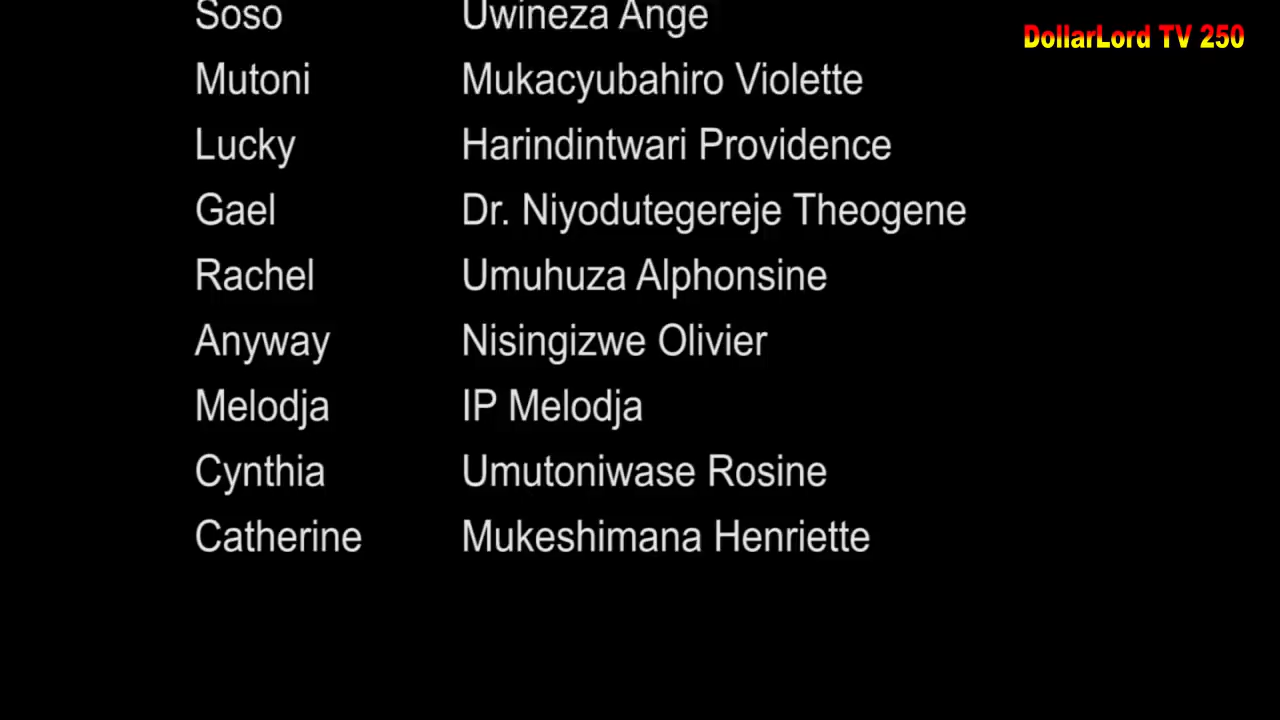 DollarLord TV 250
Soso Uwineza Ange
Mutoni Mukacyubahiro Violette
Lucky Harindintwari Providence
Gael Dr. Niyodutegereje Theogene
Rachel Umuhuza Alphonsine
Anyway Nisingizwe Olivier
Melodja IP Melodja
Cynthia Umutoniwase Rosine
Catherine Mukeshimana Henriette